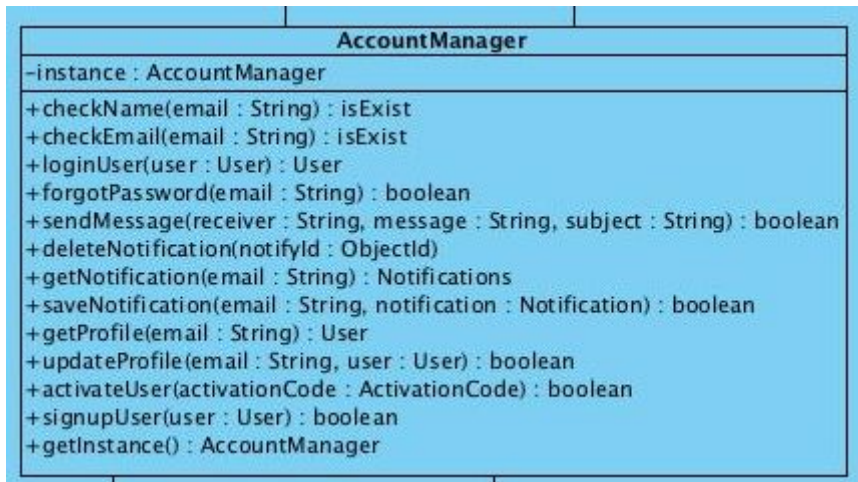 AccountManager
-instance : AccountManager
+checkName(email : String) : isExist
+checkEmail(email : String) : isExist
+loginUser(user : User) : User
+forgotPassword(email : String) : boolean
+sendMessage(receiver : String, message : String, subject : String) : boolean
+deleteNotification(notifyId : ObjectId)
+getNotification(email : String) : Notifications
+saveNotification(email : String, notification : Notification) : boolean
+getProfile(email : String) : User
+updateProfile(email : String, user : User) : boolean
+activateUser(activationCode : ActivationCode) : boolean
+signupUser(user : User) : boolean
+getInstance() : AccountManager